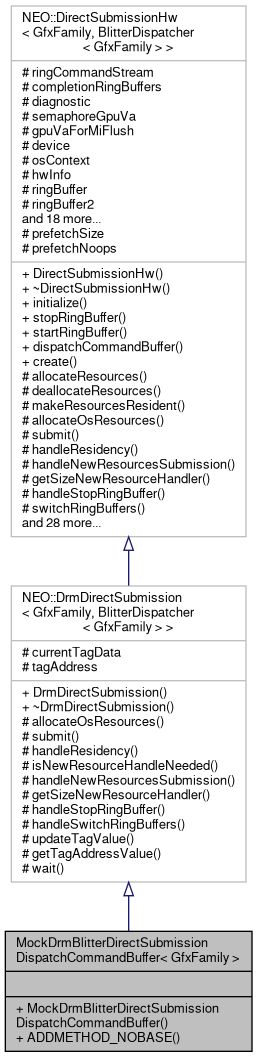 NEO::DirectSubmissionHw
< GfxFamily, BlitterDispatcher
< GfxFamily > >
# ringCommandStream
# completionRingBuffers
# diagnostic
# semaphoreGpuVa
# gpuVaForMiFlush
# device
# osContext
# hwInfo
# ringBuffer
# ringBuffer2
and 18 more...
# prefetchSize
# prefetchNoops
+ DirectSubmissionHw()
+ ~DirectSubmissionHw()
+ initialize()
+ stopRingBuffer()
+ startRingBuffer()
+ dispatchCommandBuffer()
+ create()
# allocateResources()
# deallocateResources()
# makeResourcesResident()
# allocateOsResources()
# submit()
# handleResidency()
# handleNewResourcesSubmission()
# getSizeNewResourceHandler()
# handleStopRingBuffer()
# switchRingBuffers()
and 28 more...
NEO::DrmDirectSubmission
< GfxFamily, BlitterDispatcher
< GfxFamily > >
# currentTagData
# tagAddress
+ DrmDirectSubmission()
+ ~DrmDirectSubmission()
# allocateOsResources()
# submit()
# handleResidency()
# isNewResourceHandleNeeded()
# handleNewResourcesSubmission()
# getSizeNewResourceHandler()
# handleStopRingBuffer()
# handleSwitchRingBuffers()
# updateTagValue()
# getTagAddressValue()
# wait()
MockDrmBlitterDirectSubmission
DispatchCommandBuffer< GfxFamily >
+ MockDrmBlitterDirectSubmission
DispatchCommandBuffer()
+ ADDMETHOD_NOBASE()